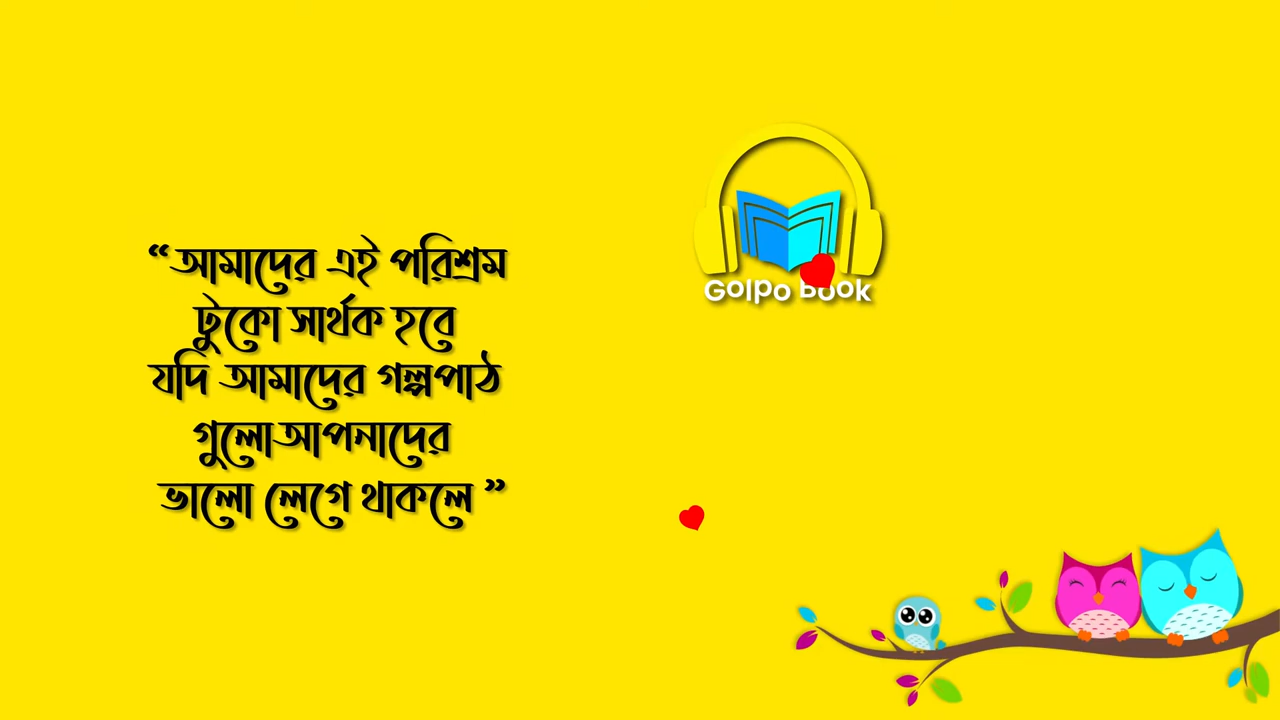 “আমাদের এই পরিশ্রম
টুকো সার্থক হবে
যদি আমাদের গল্পপাঠ
গুলোআপনাদের
ভালো লেগে থাকলে ”
Golpo Book